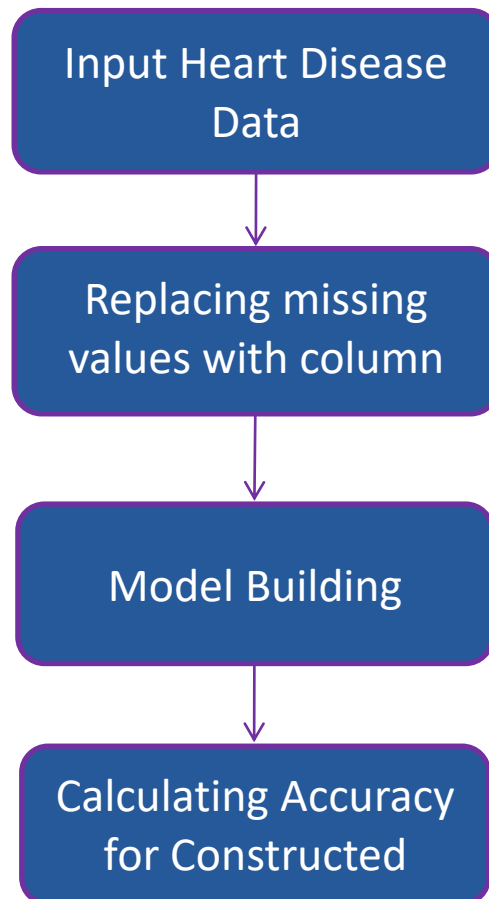 Input Heart Disease
Data
Replacing missing
values with column
Model Building
Calculating Accuracy
for Constructed